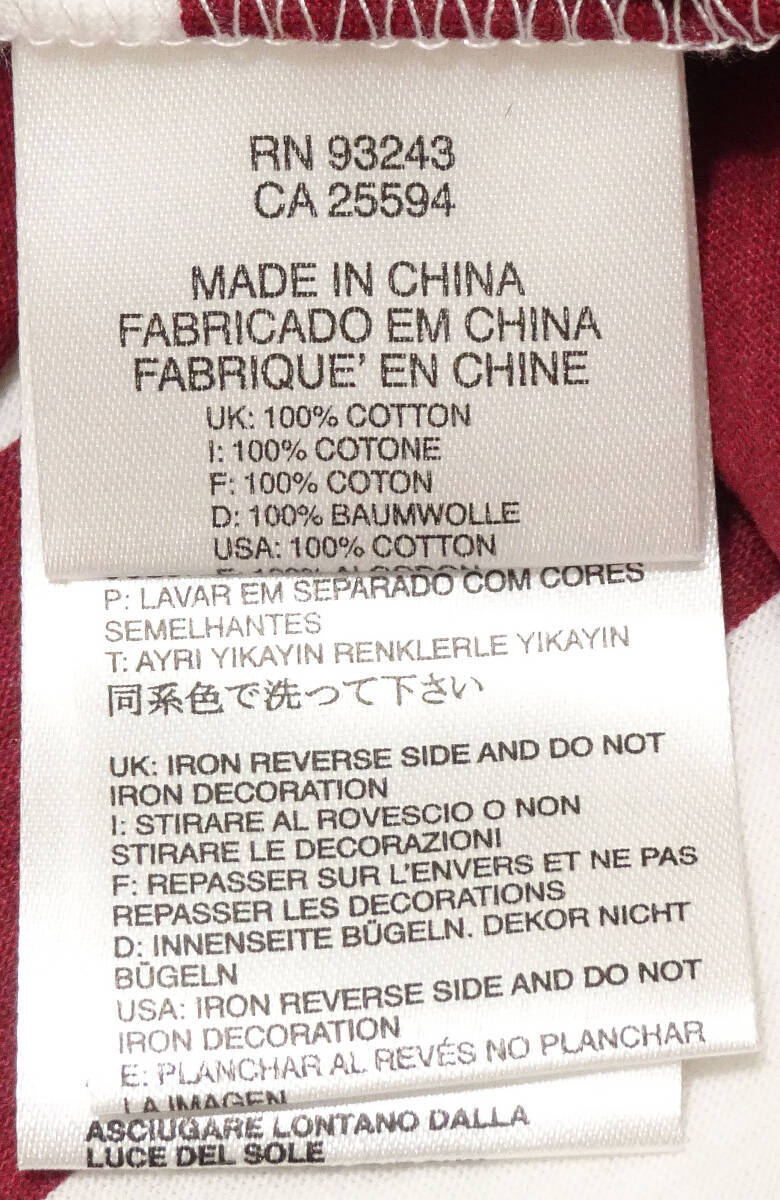 RN 93243
CA 25594
MADE IN CHINA
FABRICADO EM CHINA
FABRIQUE' EN CHINE
UK: 100% COTTON
I: 100% COTONE
F: 100% COTON
D: 100% BAUMWOLLE
USA: 100% COTTON
E: 100% ALGODON
P: LAVAR EM SEPARADO COM CORES
SEMELHANTES
T: AYRI YIKAYIN RENKLERLE YIKAYIN
同系色で洗って下さい
UK: IRON REVERSE SIDE AND DO NOT
IRON DECORATION
I: STIRARE AL ROVESCIO O NON
STIRARE LE DECORAZIONI
F: REPASSER SUR L'ENVERS ET NE PAS
REPASSER LES DECORATIONS
D: INNENSEITE BÜGELN. DEKOR NICHT
BÜGELN
USA: IRON REVERSE SIDE AND DO NOT
IRON DECORATION
E: PLANCHAR AL REVÉS NO PLANCHAR
LA IMAGEN
ASCIUGARE LONTANO DALLA
LUCE DEL SOLE